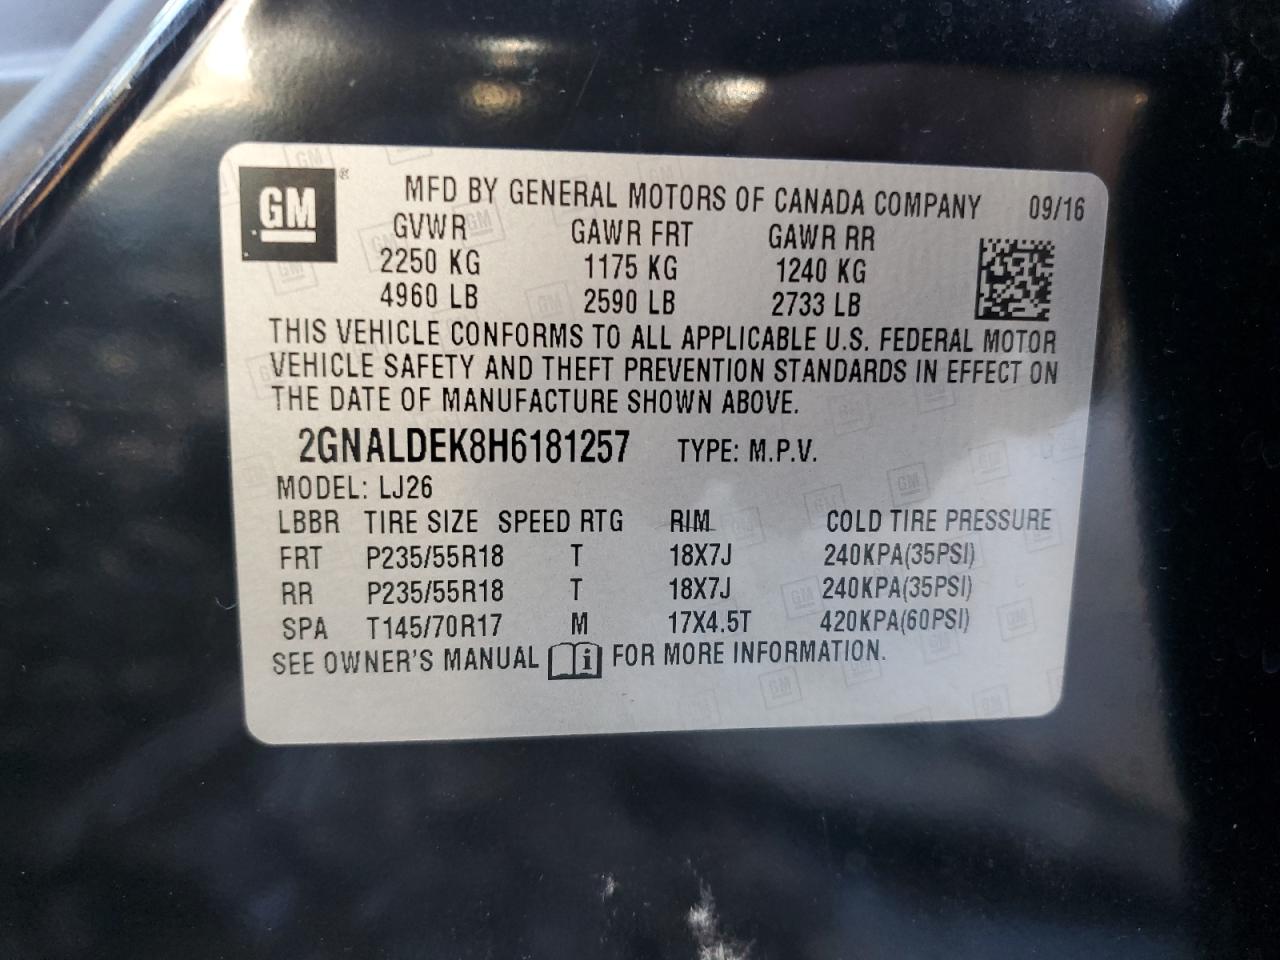 GM ® MFD BY GENERAL MOTORS OF CANADA COMPANY 09/16
GVWR GAWR FRT GAWR RR
2250 KG 1175 KG 1240 KG
4960 LB 2590 LB 2733 LB
THIS VEHICLE CONFORMS TO ALL APPLICABLE U.S. FEDERAL MOTOR
VEHICLE SAFETY AND THEFT PREVENTION STANDARDS IN EFFECT ON
THE DATE OF MANUFACTURE SHOWN ABOVE.
2GNALDEK8H6181257 TYPE: M.P.V.
MODEL: LJ26
LBBR TIRE SIZE SPEED RTG RIM COLD TIRE PRESSURE
FRT P235/55R18 T 18X7J 240KPA(35PSI)
RR P235/55R18 T 18X7J 240KPA(35PSI)
SPA T145/70R17 M 17X4.5T 420KPA(60PSI)
SEE OWNER'S MANUAL i FOR MORE INFORMATION.